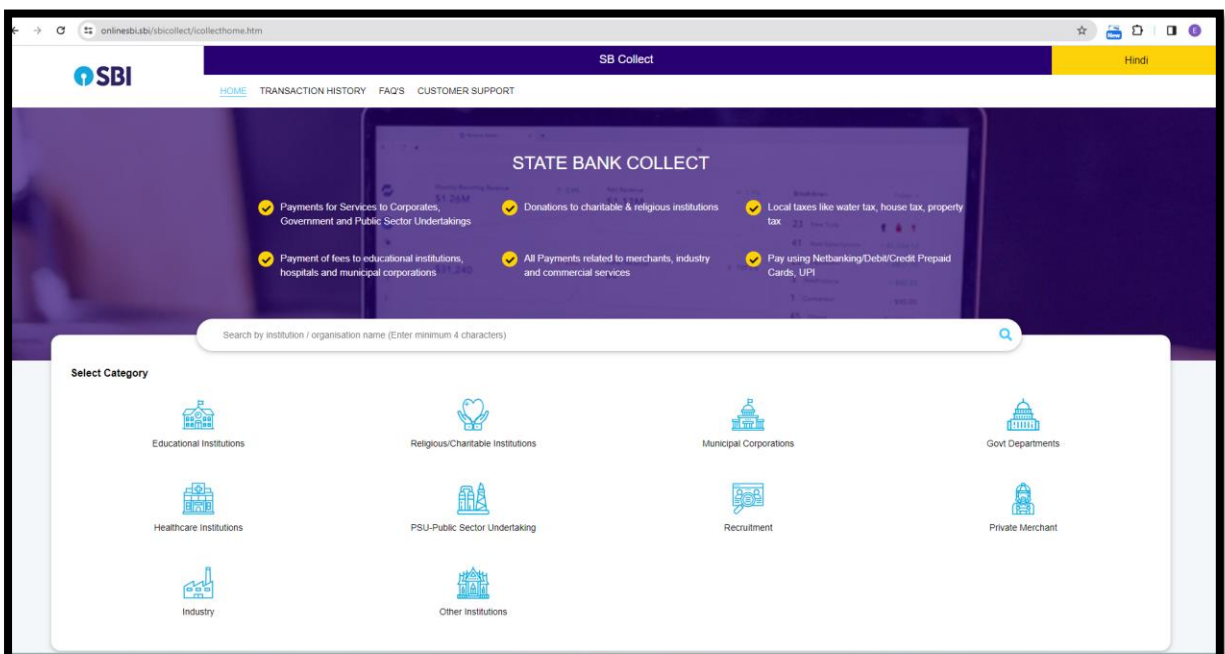 onlinesbi.sbi/sbicollect/icollecthome.htm
New
E
SBI
SB Collect
Hindi
HOME TRANSACTION HISTORY FAQ'S CUSTOMER SUPPORT
STATE BANK COLLECT
Payments for Services to Corporates,
Government and Public Sector Undertakings
Donations to charitable & religious institutions
Local taxes like water tax, house tax, property
tax
Payment of fees to educational institutions,
hospitals and municipal corporations
All Payments related to merchants, industry
and commercial services
Pay using Netbanking/Debit/Credit Prepaid
Cards, UPI
Search by institution / organisation name (Enter minimum 4 characters)
Select Category
Educational Institutions
Religious/Charitable Institutions
Municipal Corporations
Govt Departments
Healthcare Institutions
PSU-Public Sector Undertaking
Recruitment
Private Merchant
Industry
Other Institutions